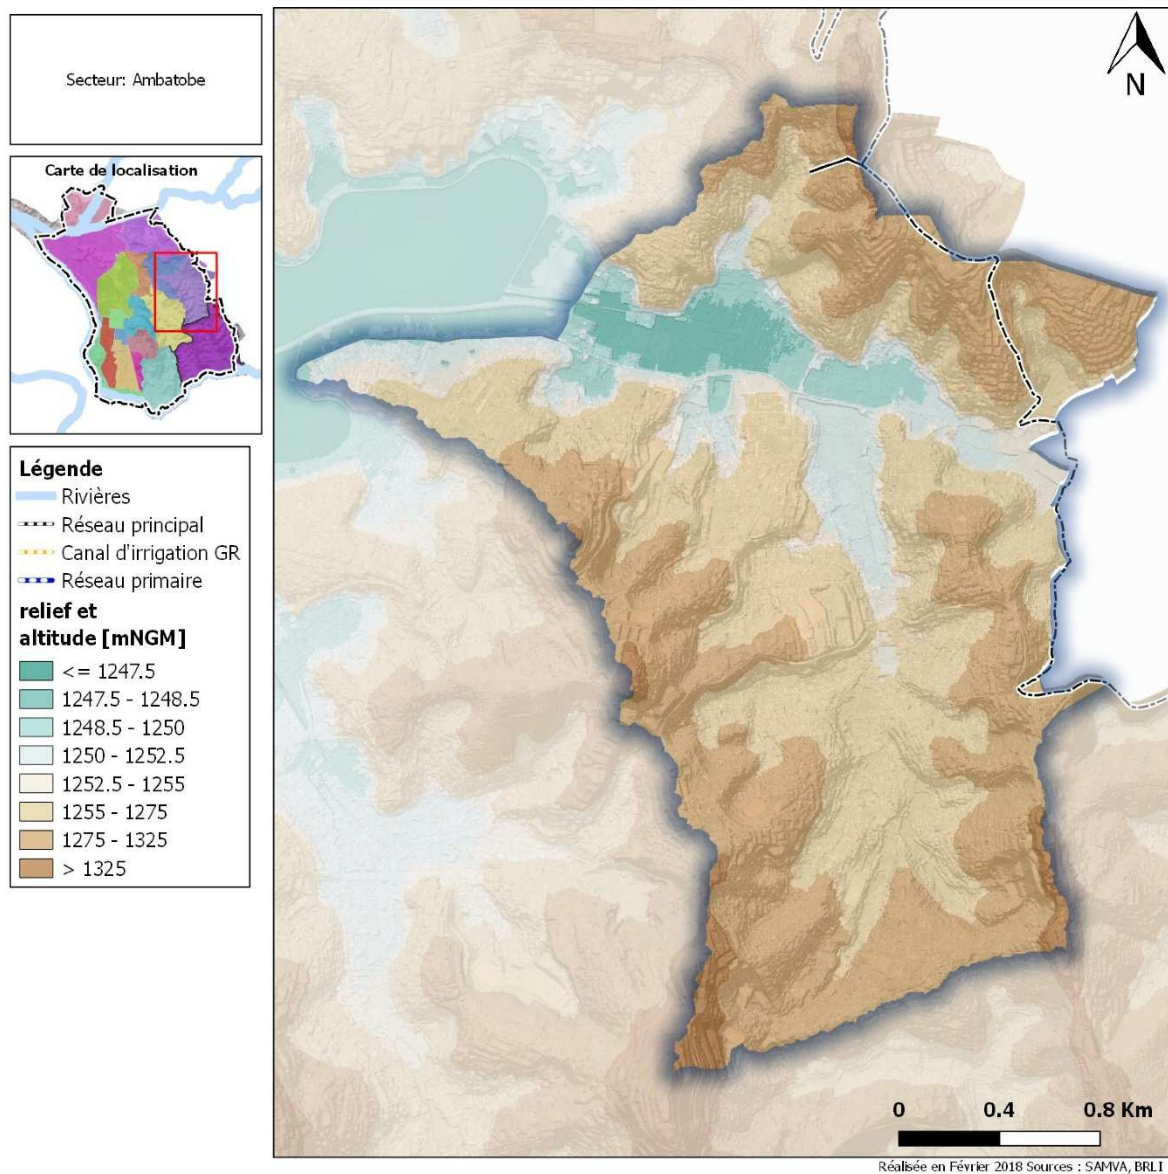 Secteur: Ambatobe
Carte de localisation
Légende
Rivières
Réseau principal
Canal d'irrigation GR
Réseau primaire
relief et
altitude [mNGM]
<= 1247.5
1247.5 - 1248.5
1248.5 - 1250
1250 - 1252.5
1252.5 - 1255
1255 - 1275
1275 - 1325
> 1325
N
0 0.4 0.8 Km
Réalisée en Février 2018 Sources : SAMVA, BRLI